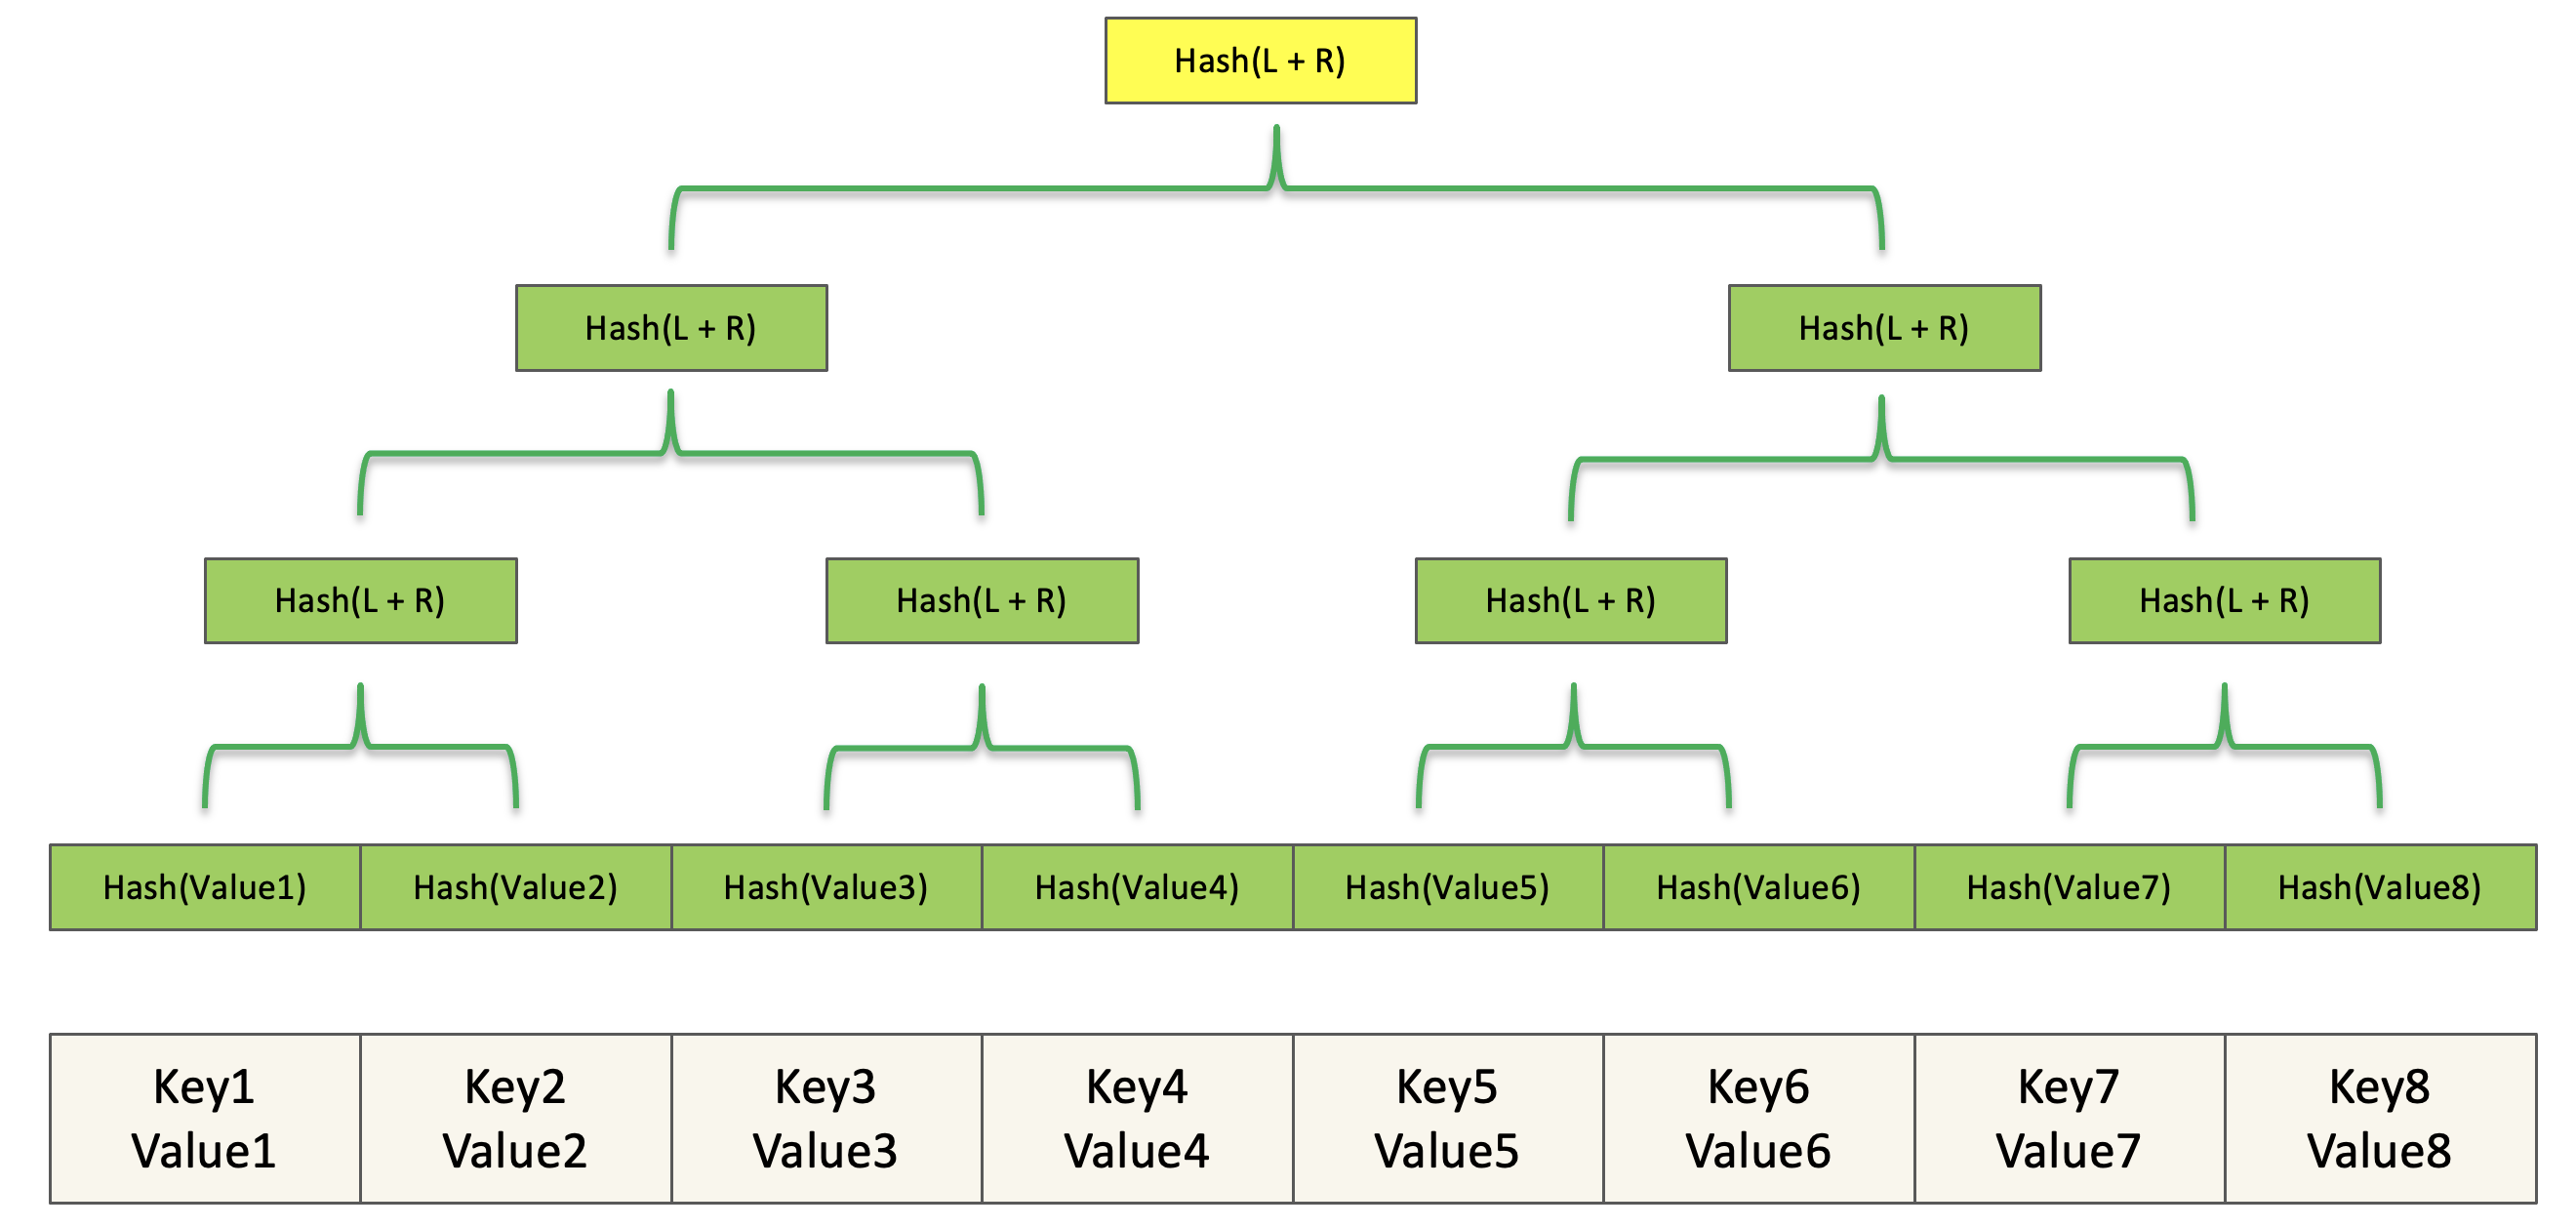 Hash(L + R)
Hash(L + R)
Hash(L + R)
Hash(L + R)
Hash(L + R)
Hash(L + R)
Hash(L + R)
Hash(Value1)
Hash(Value2)
Hash(Value3)
Hash(Value4)
Hash(Value5)
Hash(Value6)
Hash(Value7)
Hash(Value8)
Key1
Value1
Key2
Value2
Key3
Value3
Key4
Value4
Key5
Value5
Key6
Value6
Key7
Value7
Key8
Value8